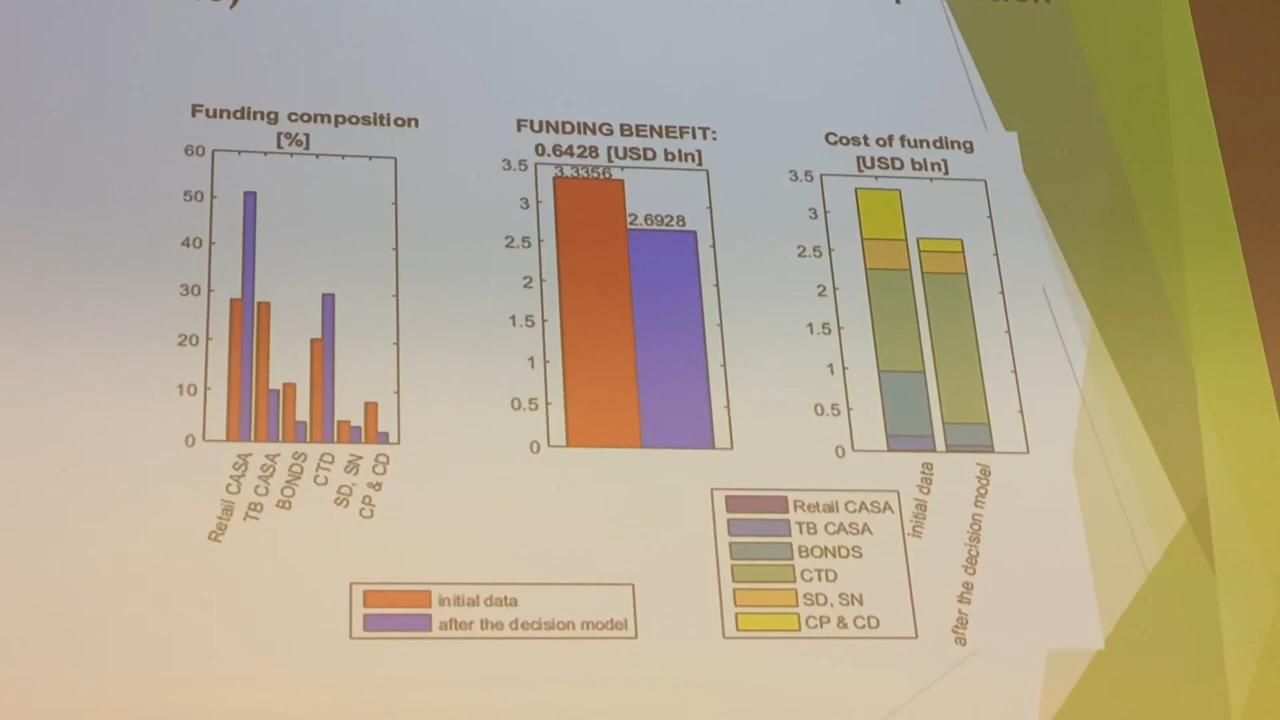 Funding composition
[%]
60
50
40
30
20
10
0
Retail CASA
TB CASA
BONDS
CTD
SD, SN
CP & CD
FUNDING BENEFIT:
0.6428 [USD bln]
3.5
3
2.5
2
1.5
1
0.5
0
3.3356
2.6928
Cost of funding
[USD bln]
3.5
3
2.5
2
1.5
1
0.5
0
initial data
after the decision model
initial data
after the decision model
Retail CASA
TB CASA
BONDS
CTD
SD, SN
CP & CD